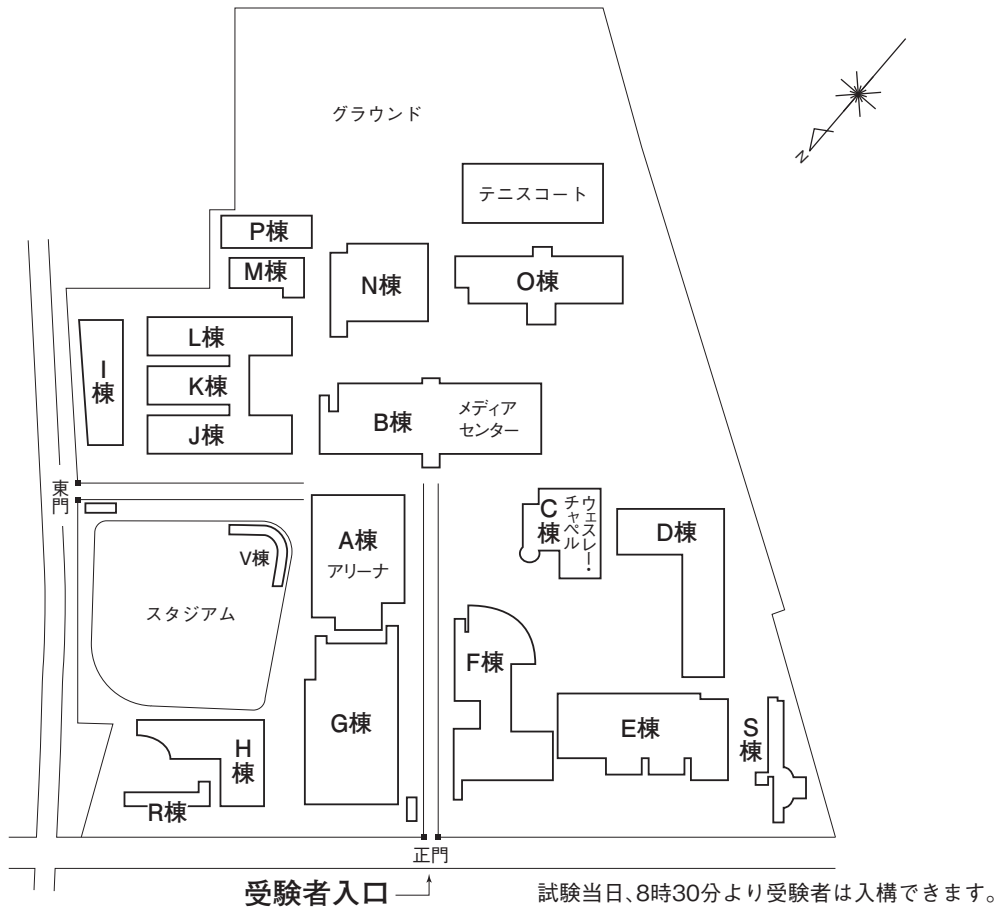 グラウンド
N
テニスコート
P棟
M棟
N棟
O棟
L棟
I棟
K棟
J棟
B棟
メディア
センター
東門
C棟
ウェスレー・
チャペル
D棟
A棟
アリーナ
V棟
スタジアム
F棟
G棟
E棟
S棟
H棟
R棟
正門
受験者入口
試験当日、8時30分より受験者は入構できます。